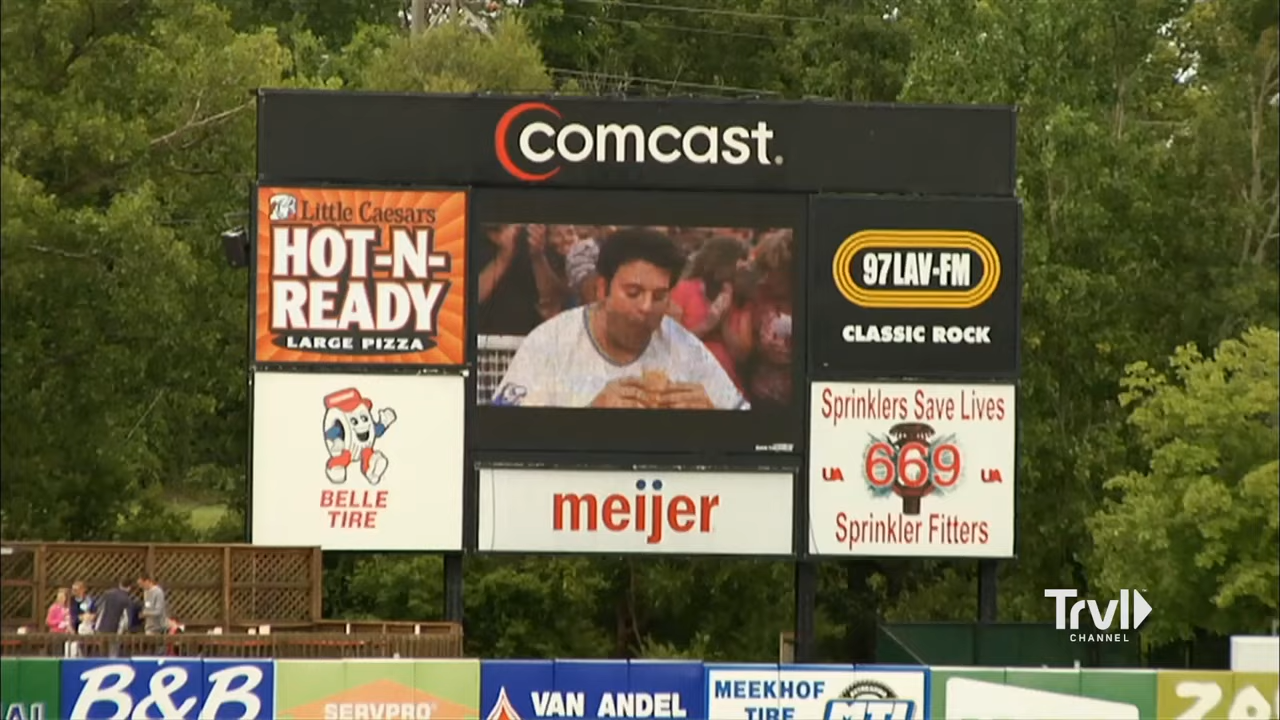 Comcast.
Little Caesars
HOT-N-
READY
LARGE PIZZA
97LAV-FM
CLASSIC ROCK
BELLE
TIRE
meijer
Sprinklers Save Lives
UA 669 UA
Sprinkler Fitters
Trvl
CHANNEL
B&B
SERVPRO
VAN ANDEL
MEEKHOF
TIRE
MTI